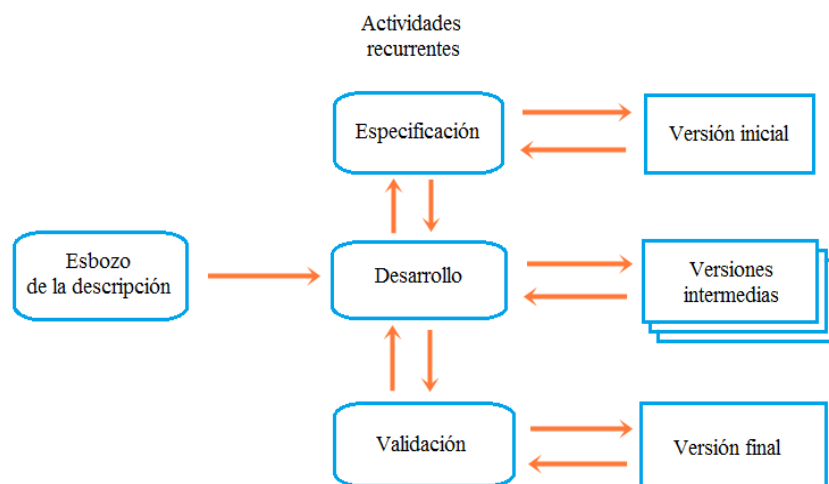 Actividades
recurrentes
Especificación
Versión inicial
Esbozo
de la descripción
Desarrollo
Versiones
intermedias
Validación
Versión final